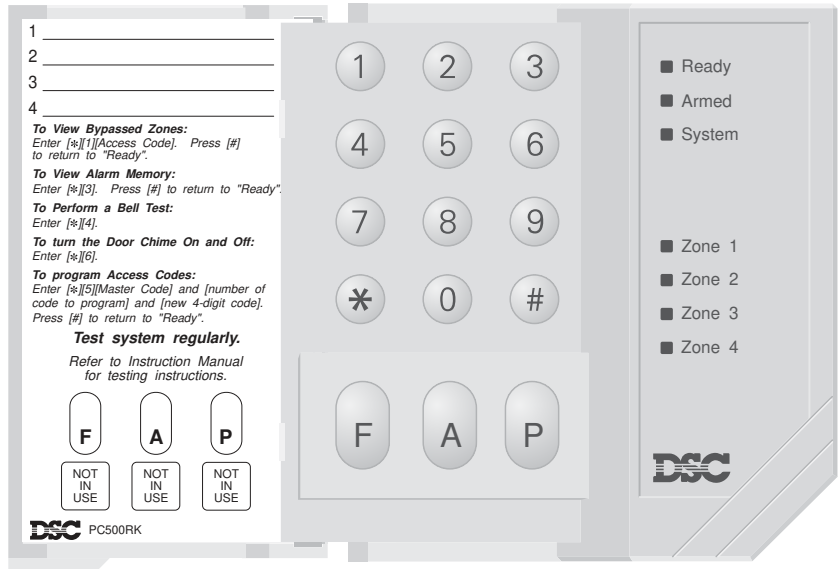 1
2
3
4
To View Bypassed Zones:
Enter [*][1][Access Code]. Press [#]
to return to "Ready".
To View Alarm Memory:
Enter [*][3]. Press [#] to return to "Ready".
To Perform a Bell Test:
Enter [*][4].
To turn the Door Chime On and Off:
Enter [*][6].
To program Access Codes:
Enter [*][5][Master Code] and [number of
code to program] and [new 4-digit code].
Press [#] to return to "Ready".
Test system regularly.
Refer to Instruction Manual
for testing instructions.
F A P
NOT IN USE NOT IN USE NOT IN USE
DSC PC500RK
1 2 3
4 5 6
7 8 9
* 0 #
F A P
Ready
Armed
System
Zone 1
Zone 2
Zone 3
Zone 4
DSC